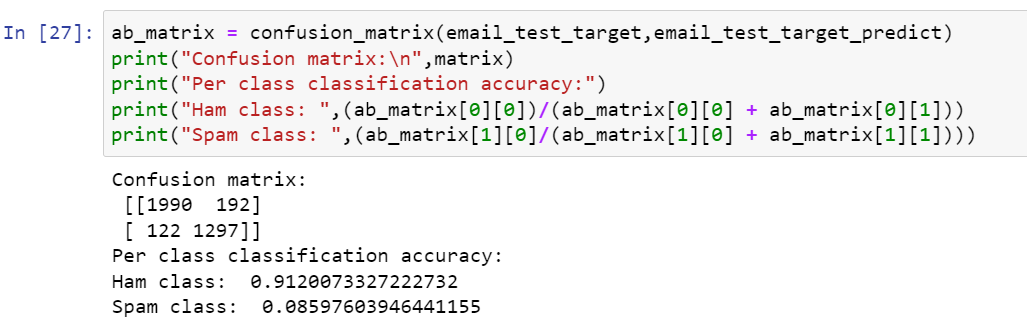 In [27]: ab_matrix = confusion_matrix(email_test_target,email_test_target_predict)
print("Confusion matrix:\n",matrix)
print("Per class classification accuracy:")
print("Ham class: ",(ab_matrix[0][0])/(ab_matrix[0][0] + ab_matrix[0][1]))
print("Spam class: ",(ab_matrix[1][0]/(ab_matrix[1][0] + ab_matrix[1][1])))
Confusion matrix:
[[1990  192]
[ 122 1297]]
Per class classification accuracy:
Ham class:  0.9120073327222732
Spam class:  0.08597603946441155